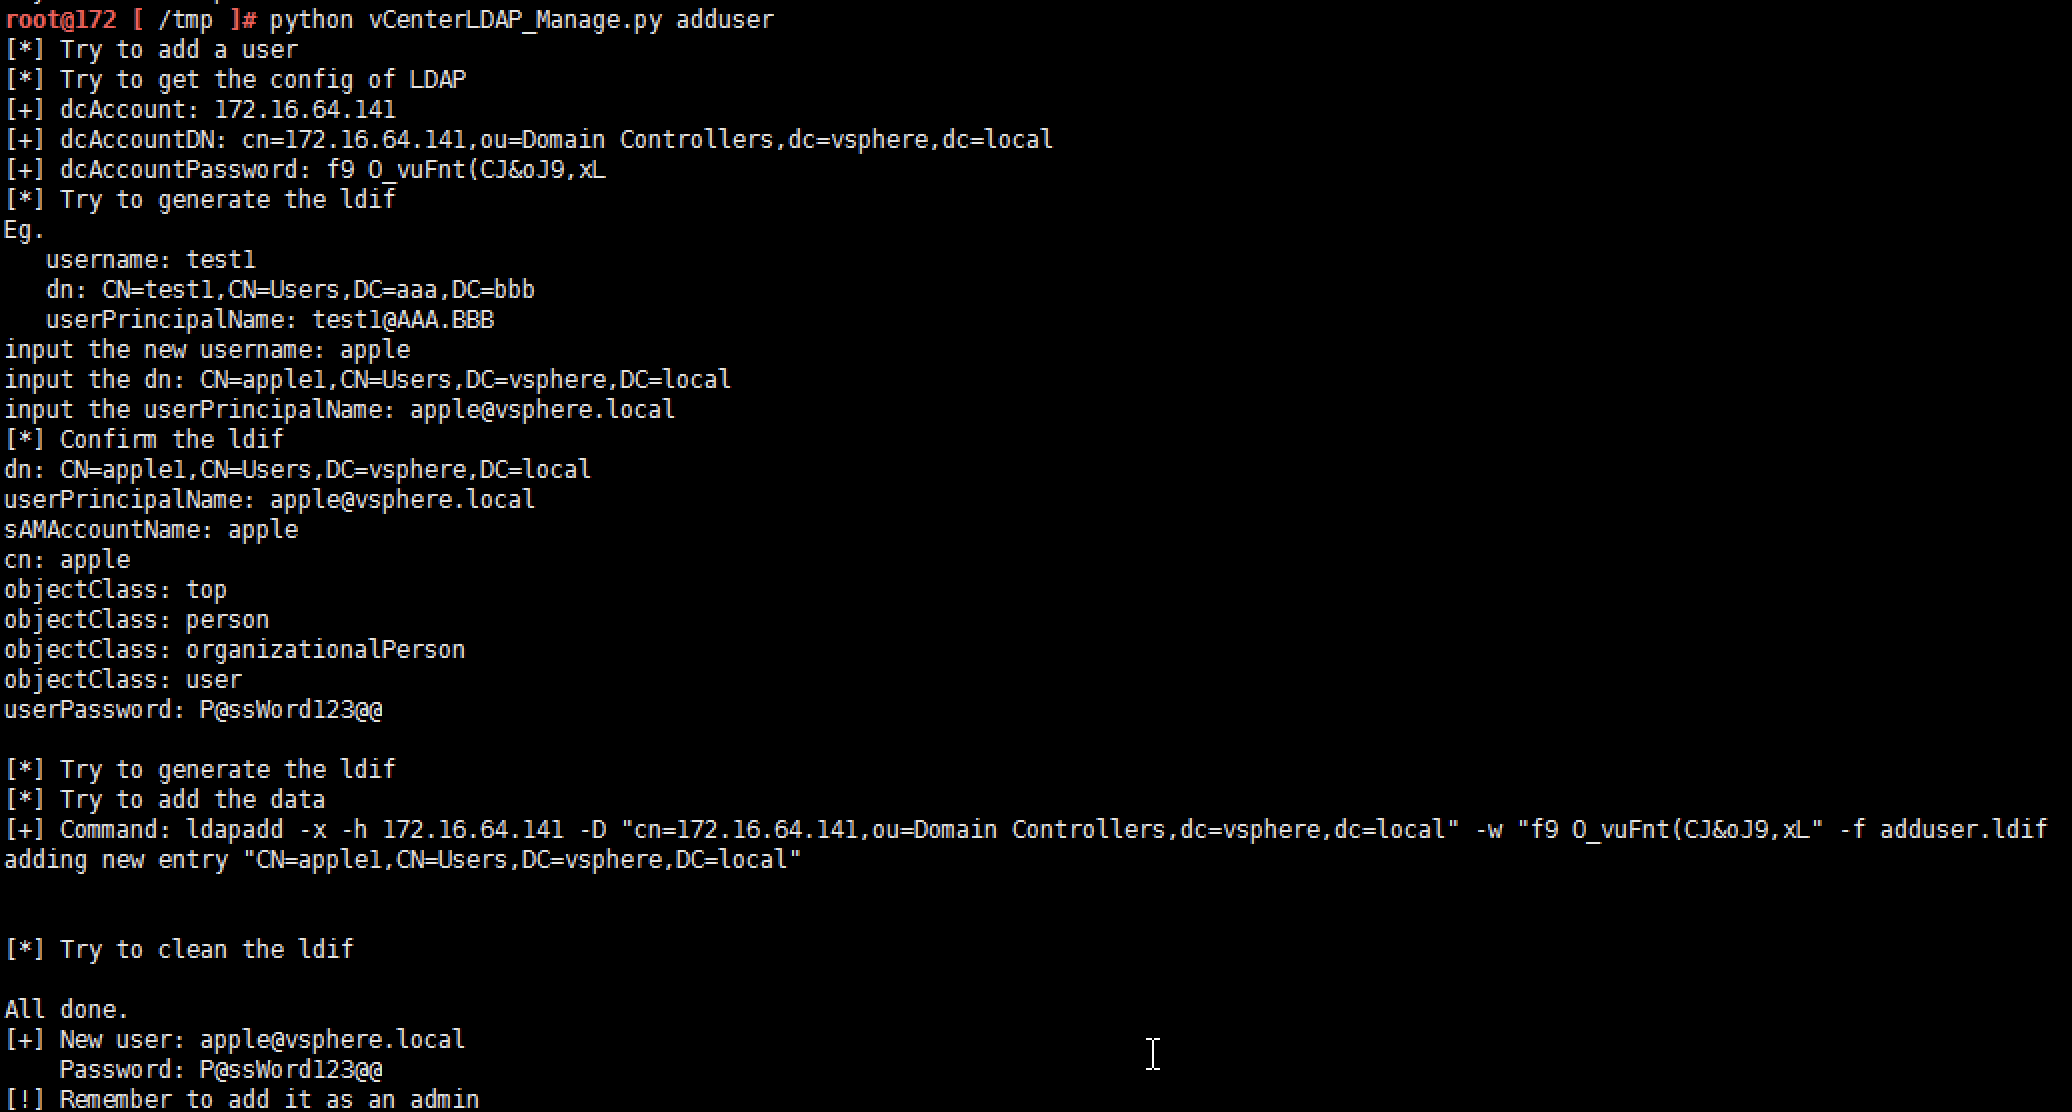 root@172 [ /tmp ]# python vCenterLDAP_Manage.py adduser
[*] Try to add a user
[*] Try to get the config of LDAP
[+] dcAccount: 172.16.64.141
[+] dcAccountDN: cn=172.16.64.141,ou=Domain Controllers,dc=vsphere,dc=local
[+] dcAccountPassword: f9 O_vuFnt(CJ&oJ9,xL
[*] Try to generate the ldif
Eg.
   username: test1
   dn: CN=test1,CN=Users,DC=aaa,DC=bbb
   userPrincipalName: test1@AAA.BBB
input the new username: apple
input the dn: CN=apple1,CN=Users,DC=vsphere,DC=local
input the userPrincipalName: apple@vsphere.local
[*] Confirm the ldif
dn: CN=apple1,CN=Users,DC=vsphere,DC=local
userPrincipalName: apple@vsphere.local
sAMAccountName: apple
cn: apple
objectClass: top
objectClass: person
objectClass: organizationalPerson
objectClass: user
userPassword: P@ssWord123@@
[*] Try to generate the ldif
[*] Try to add the data
[+] Command: ldapadd -x -h 172.16.64.141 -D "cn=172.16.64.141,ou=Domain Controllers,dc=vsphere,dc=local" -w "f9 O_vuFnt(CJ&oJ9,xL" -f adduser.ldif
adding new entry "CN=apple1,CN=Users,DC=vsphere,DC=local"
[*] Try to clean the ldif
All done.
[+] New user: apple@vsphere.local
    Password: P@ssWord123@@
[!] Remember to add it as an admin